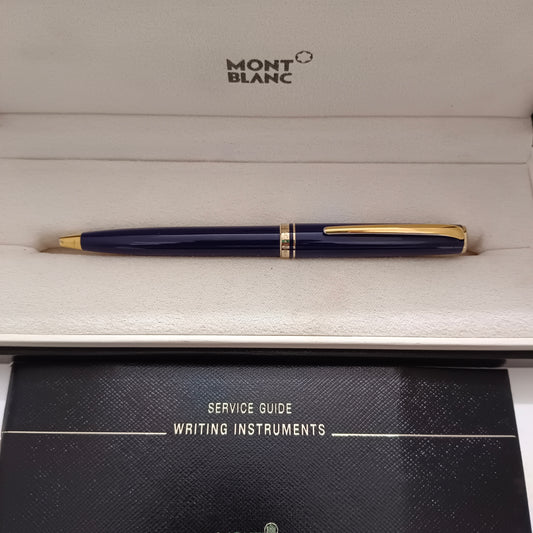 MONT
BLANC
SERVICE GUIDE
WRITING INSTRUMENTS